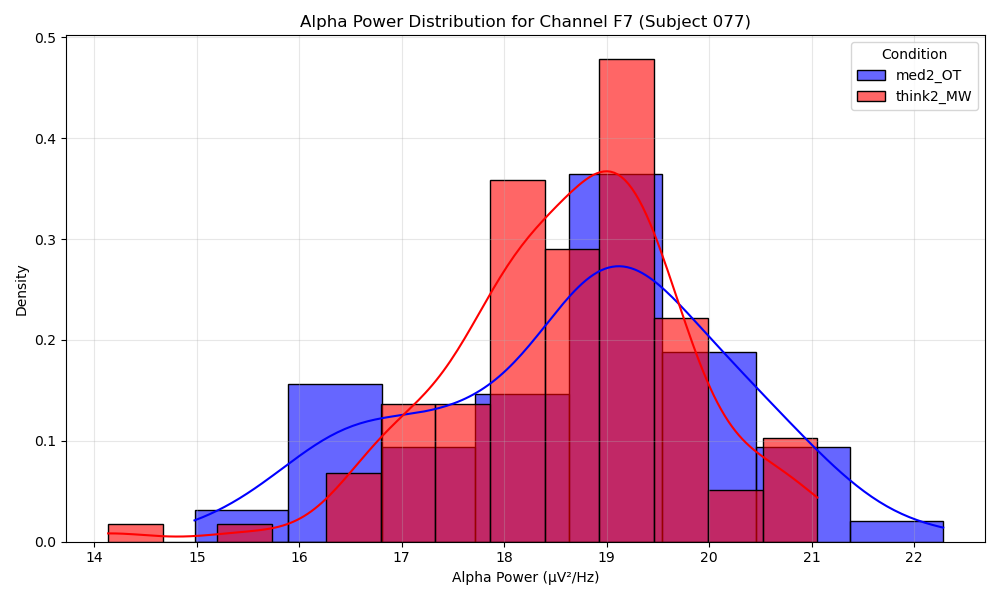 Alpha Power Distribution for Channel F7 (Subject 077)
Condition
med2_OT
think2_MW
Density
0.5
0.4
0.3
0.2
0.1
0.0
14 15 16 17 18 19 20 21 22
Alpha Power (μV²/Hz)